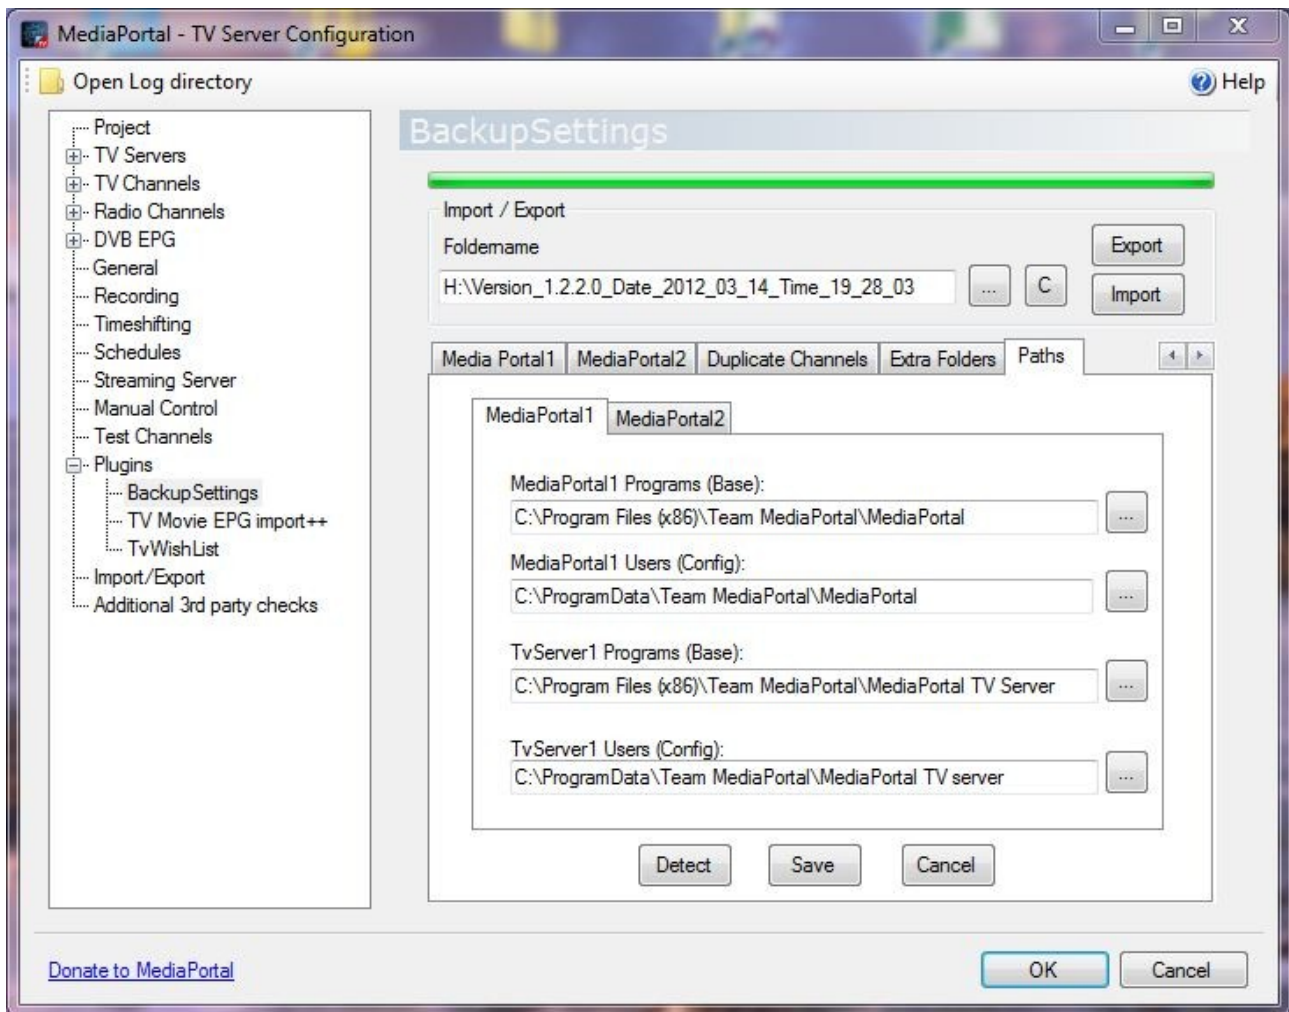 MediaPortal - TV Server Configuration
Open Log directory
Help
Project
TV Servers
TV Channels
Radio Channels
DVB EPG
General
Recording
Timeshifting
Schedules
Streaming Server
Manual Control
Test Channels
Plugins
BackupSettings
TV Movie EPG import++
TvWishList
Import/Export
Additional 3rd party checks
BackupSettings
Import / Export
Foldername
Export
H:\Version_1.2.2.0_Date_2012_03_14_Time_19_28_03
...
C
Import
Media Portal1
MediaPortal2
Duplicate Channels
Extra Folders
Paths
MediaPortal1
MediaPortal2
MediaPortal1 Programs (Base):
C:\Program Files (x86)\Team MediaPortal\MediaPortal
...
MediaPortal1 Users (Config):
C:\ProgramData\Team MediaPortal\MediaPortal
...
TvServer1 Programs (Base):
C:\Program Files (x86)\Team MediaPortal\MediaPortal TV Server
...
TvServer1 Users (Config):
C:\ProgramData\Team MediaPortal\MediaPortal TV server
...
Detect
Save
Cancel
Donate to MediaPortal
OK
Cancel